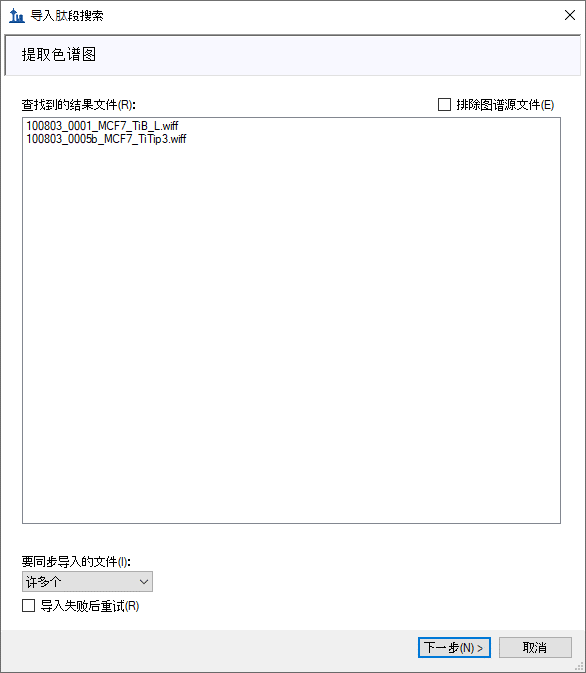 导入肽段搜索
提取色谱图
查找到的结果文件(R):
排除图谱源文件(E)
100803_0001_MCF7_TiB_L.wiff
100803_0005b_MCF7_TiTip3.wiff
要同步导入的文件(I):
许多个
导入失败后重试(R)
下一步(N) >
取消